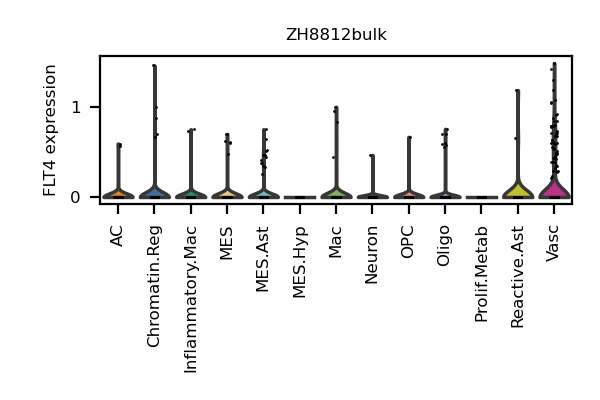 ZH8812bulk
FLT4 expression
1
0
AC
Chromatin.Reg
Inflammatory.Mac
MES
MES.Ast
MES.Hyp
Mac
Neuron
OPC
Oligo
Prolif.Metab
Reactive.Ast
Vasc